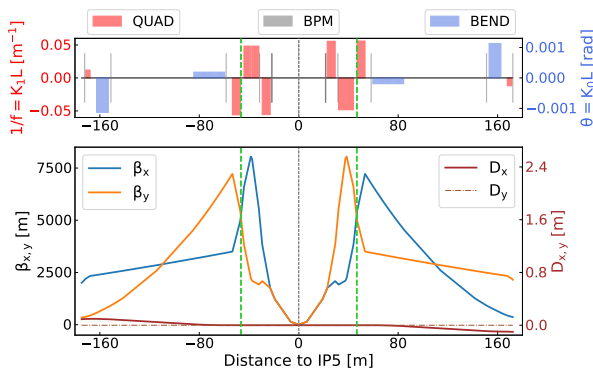 QUAD BPM BEND
1/f = K₁L [m⁻¹]
0.05
0.00
−0.05
0.001
0.000
−0.001
θ = K₀L [rad]
−160 −80 0 80 160
βₓ
βᵧ
Dₓ
Dᵧ
βₓ,ᵧ [m]
7500
5000
2500
0
2.4
1.6
0.8
0.0
Dₓ,ᵧ [m]
−160 −80 0 80 160
Distance to IP5 [m]